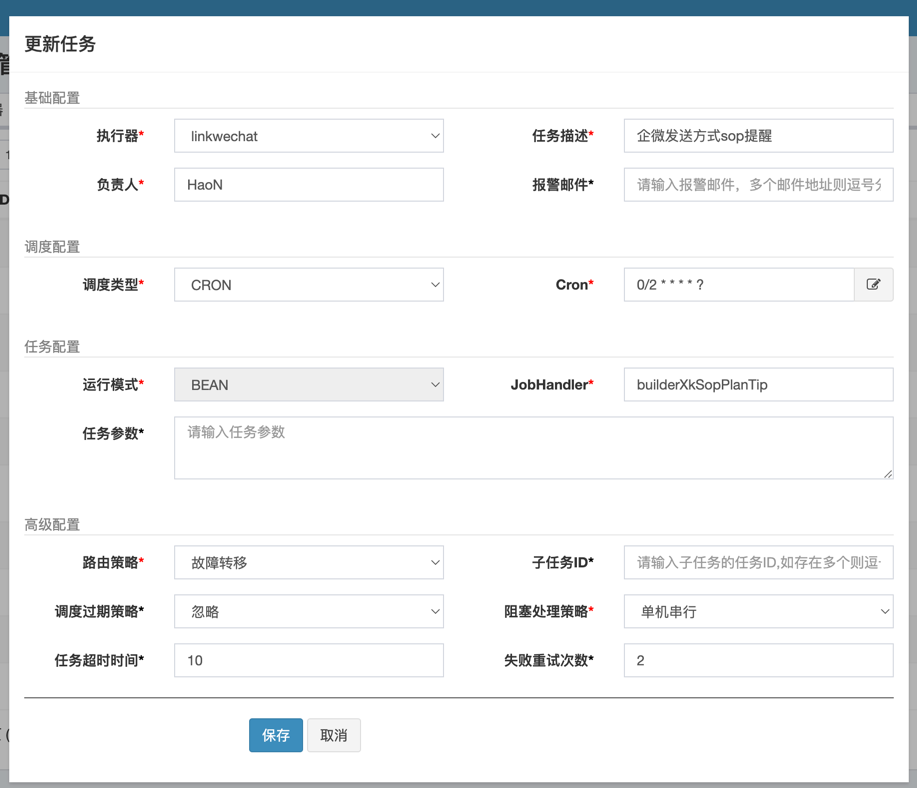 更新任务
基础配置
执行器* linkwechat 任务描述* 企微发送方式sop提醒
负责人* HaoN 报警邮件* 请输入报警邮件，多个邮件地址则逗号分
调度配置
调度类型* CRON Cron* 0/2 * * * * ?
任务配置
运行模式* BEAN JobHandler* builderXkSopPlanTip
任务参数* 请输入任务参数
高级配置
路由策略* 故障转移 子任务ID* 请输入子任务的任务ID,如存在多个则逗
调度过期策略* 忽略 阻塞处理策略* 单机串行
任务超时时间* 10 失败重试次数* 2
保存 取消